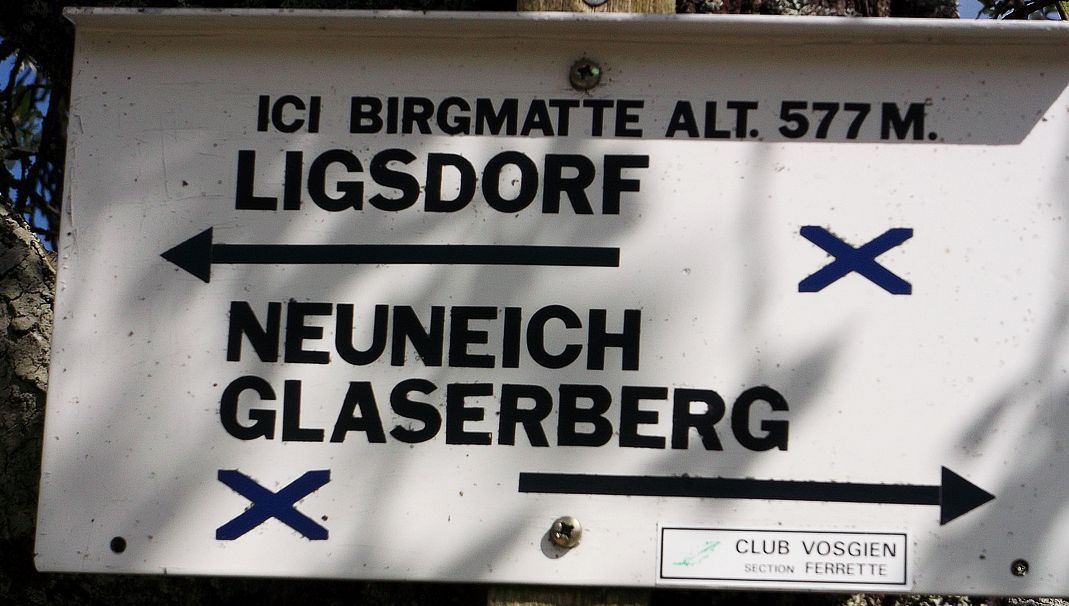 ICI BIRGMATTE ALT. 577 M.
LIGSDORF
NEUNEICH
GLASERBERG
CLUB VOSGIEN
SECTION FERRETTE